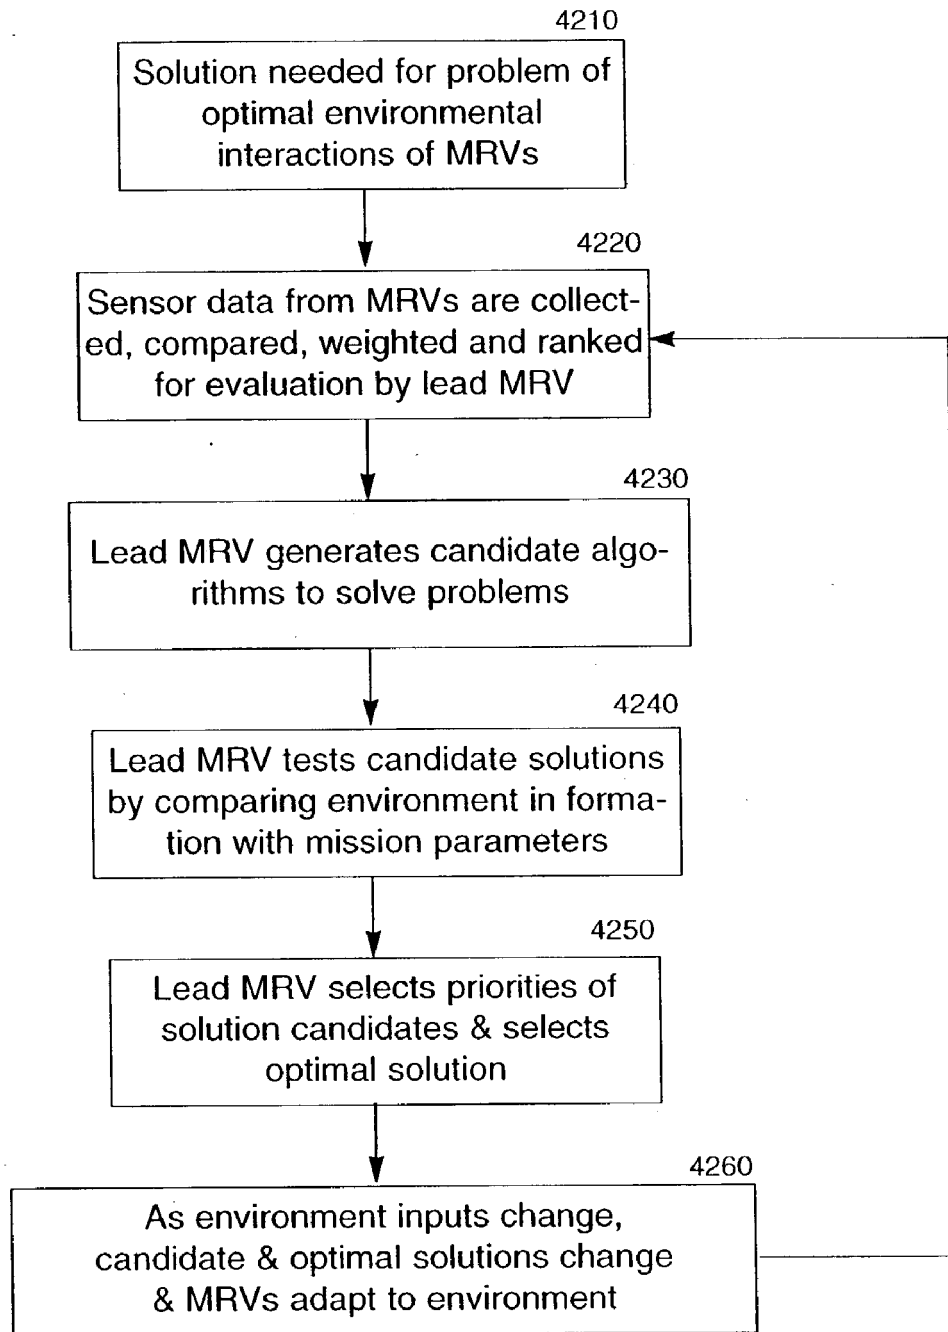 4210
Solution needed for problem of
optimal environmental
interactions of MRVs
4220
Sensor data from MRVs are collect-
ed, compared, weighted and ranked
for evaluation by lead MRV
4230
Lead MRV generates candidate algo-
rithms to solve problems
4240
Lead MRV tests candidate solutions
by comparing environment in forma-
tion with mission parameters
4250
Lead MRV selects priorities of
solution candidates & selects
optimal solution
4260
As environment inputs change,
candidate & optimal solutions change
& MRVs adapt to environment